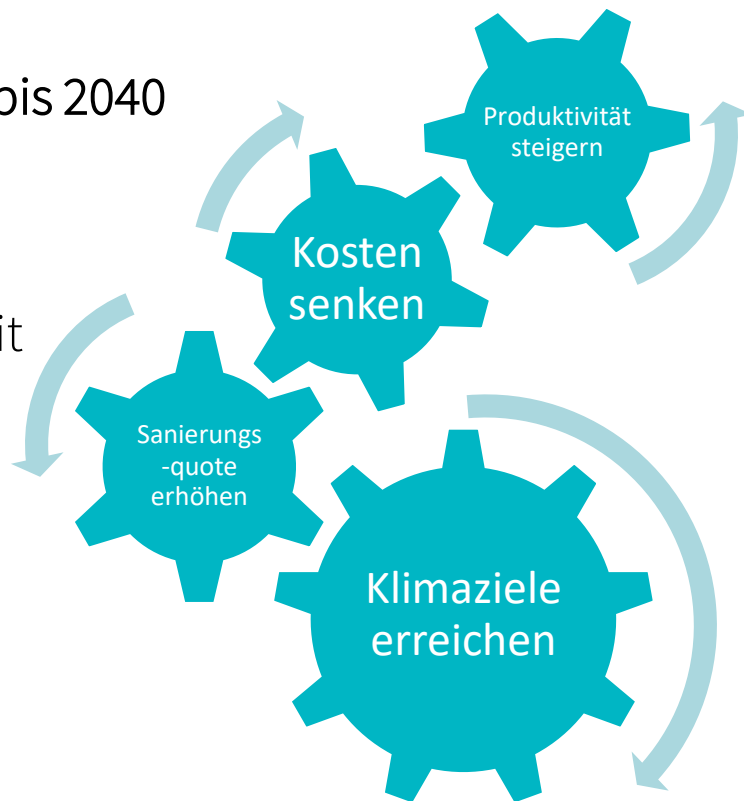 bis 2040
Produktivität
steigern
Kosten
senken
it
Sanierungs
-quote
erhöhen
Klimaziele
erreichen